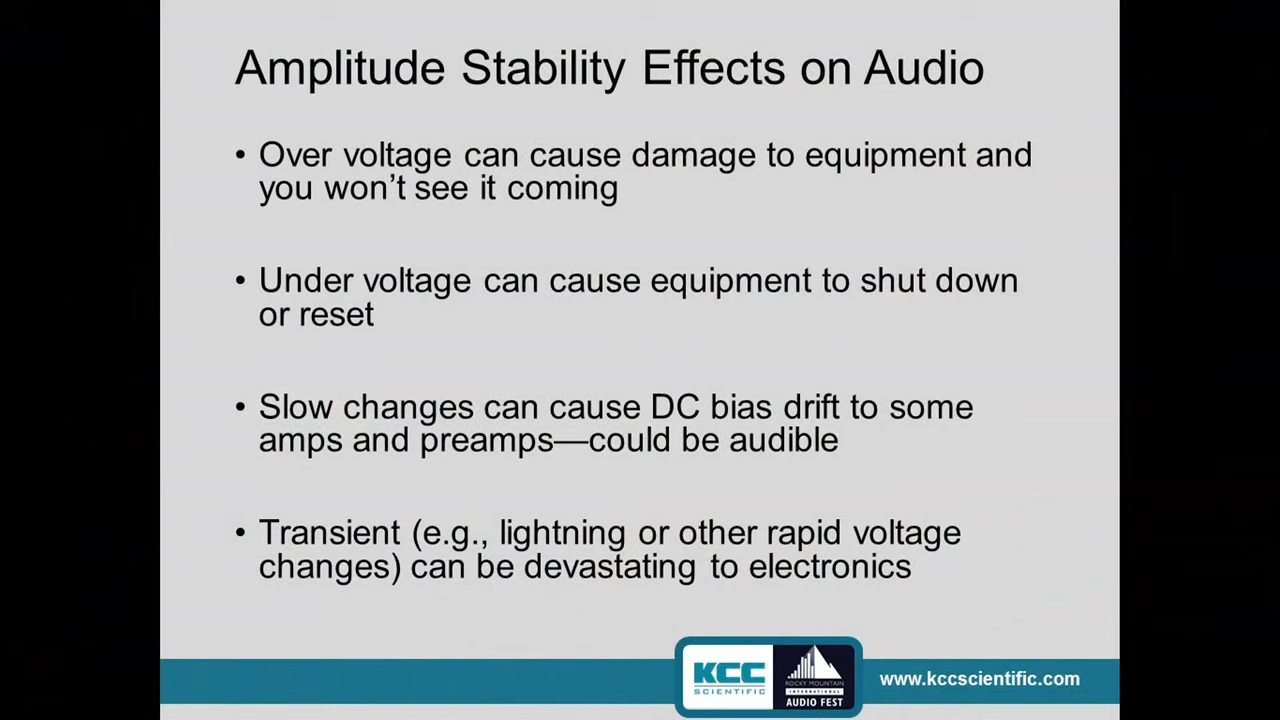 Amplitude Stability Effects on Audio
• Over voltage can cause damage to equipment and
you won’t see it coming
• Under voltage can cause equipment to shut down
or reset
• Slow changes can cause DC bias drift to some
amps and preamps—could be audible
• Transient (e.g., lightning or other rapid voltage
changes) can be devastating to electronics
KCC
SCIENTIFIC
ROCKY MOUNTAIN
INTERNATIONAL
AUDIO FEST
www.kccscientific.com